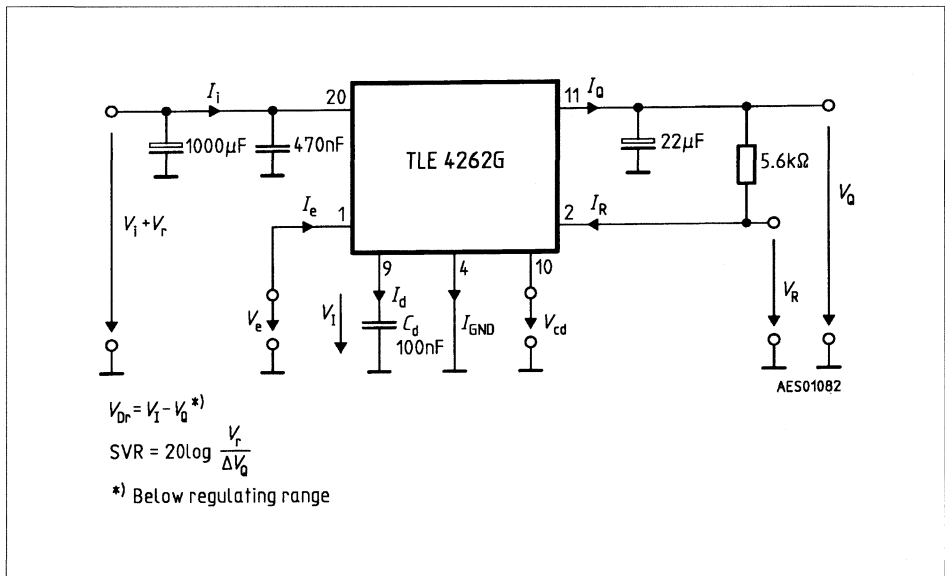 I_i
20
11
I_Q
1000µF
470nF
TLE 4262G
22µF
5.6kΩ
V_i + V_r
I_e
1
2
I_R
V_Q
9
4
10
V_e
V_I
I_d
C_d
100nF
I_GND
V_cd
V_R
AES01082
V_Dr = V_I - V_Q *)
SVR = 20log V_r / ΔV_Q
*) Below regulating range